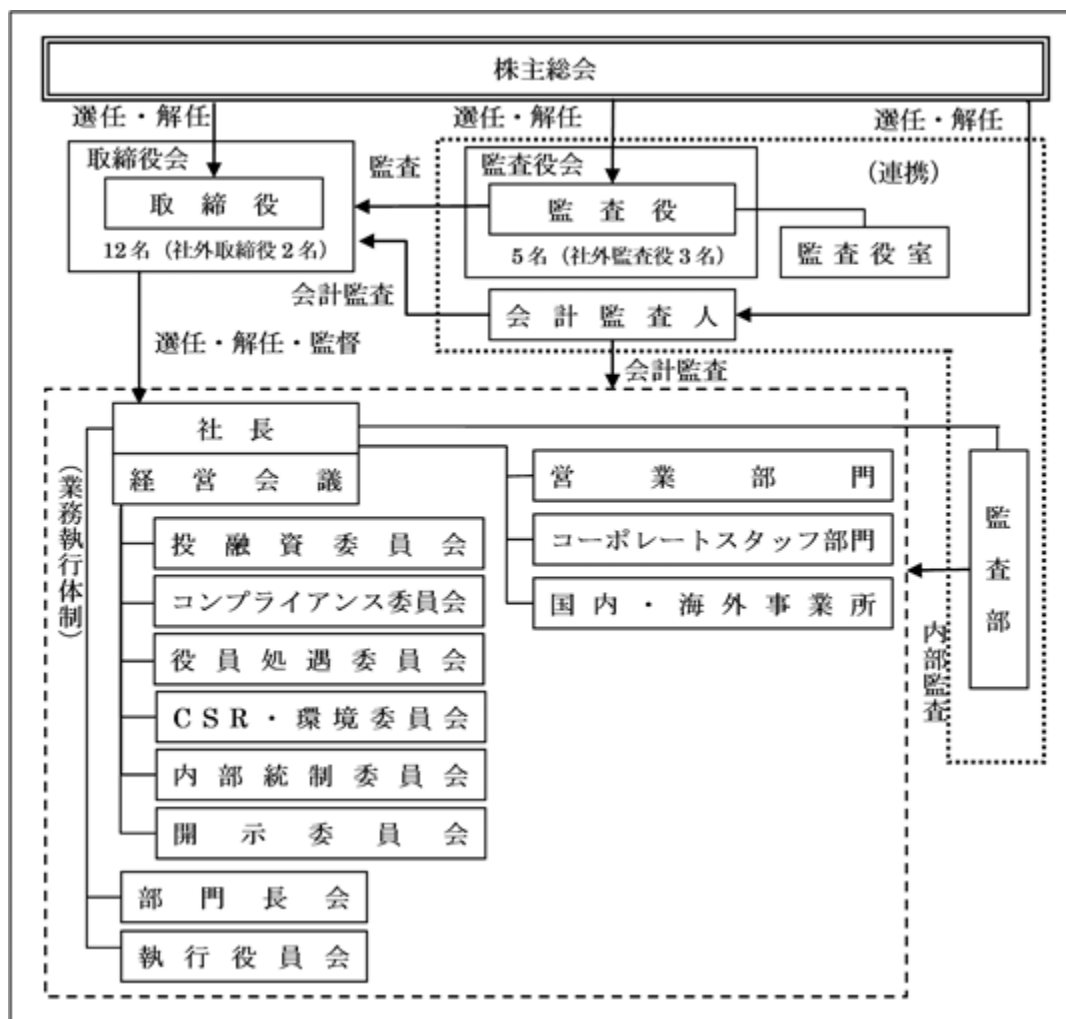 株主総会
選任・解任
選任・解任
選任・解任
取締役会
取締役
12名（社外取締役2名）
監査
監査役会
監査役
5名（社外監査役3名）
（連携）
監査役室
会計監査
会計監査人
選任・解任・監督
会計監査
（業務執行体制）
社長
経営会議
投融資委員会
コンプライアンス委員会
役員処遇委員会
CSR・環境委員会
内部統制委員会
開示委員会
部門長会
執行役員会
営業部門
コーポレートスタッフ部門
国内・海外事業所
内部監査
監査部